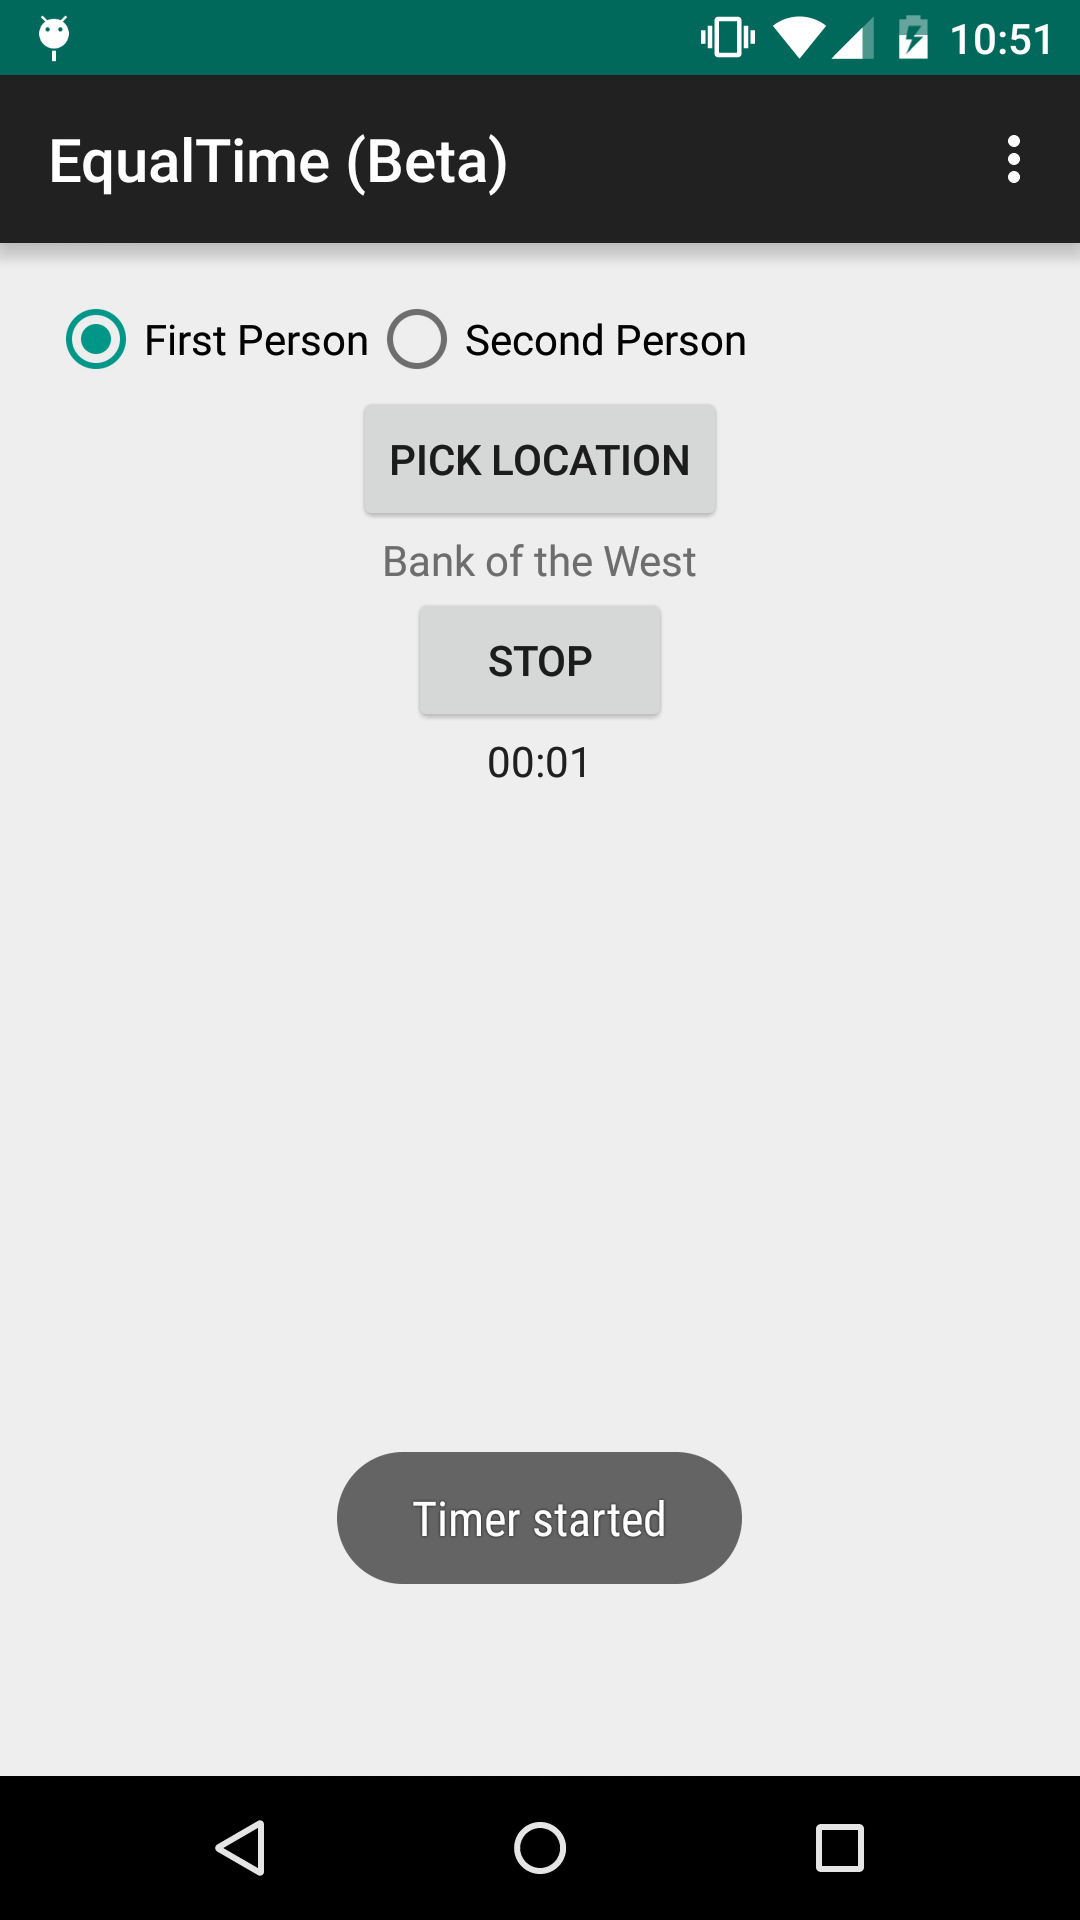 10:51
EqualTime (Beta)
First Person Second Person
PICK LOCATION
Bank of the West
STOP
00:01
Timer started